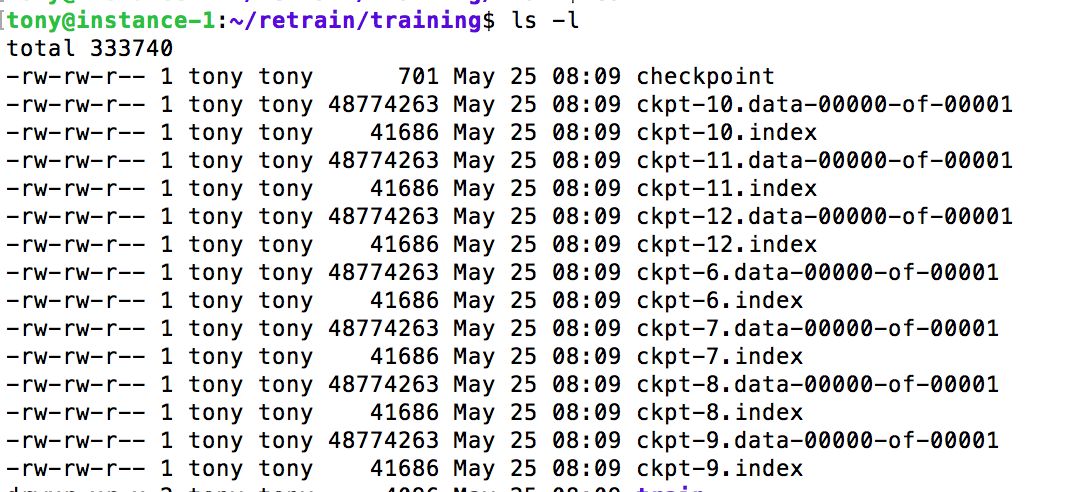 [tony@instance-1:~/retrain/training$ ls -l
total 333740
-rw-rw-r-- 1 tony tony      701 May 25 08:09 checkpoint
-rw-rw-r-- 1 tony tony 48774263 May 25 08:09 ckpt-10.data-00000-of-00001
-rw-rw-r-- 1 tony tony    41686 May 25 08:09 ckpt-10.index
-rw-rw-r-- 1 tony tony 48774263 May 25 08:09 ckpt-11.data-00000-of-00001
-rw-rw-r-- 1 tony tony    41686 May 25 08:09 ckpt-11.index
-rw-rw-r-- 1 tony tony 48774263 May 25 08:09 ckpt-12.data-00000-of-00001
-rw-rw-r-- 1 tony tony    41686 May 25 08:09 ckpt-12.index
-rw-rw-r-- 1 tony tony 48774263 May 25 08:09 ckpt-6.data-00000-of-00001
-rw-rw-r-- 1 tony tony    41686 May 25 08:09 ckpt-6.index
-rw-rw-r-- 1 tony tony 48774263 May 25 08:09 ckpt-7.data-00000-of-00001
-rw-rw-r-- 1 tony tony    41686 May 25 08:09 ckpt-7.index
-rw-rw-r-- 1 tony tony 48774263 May 25 08:09 ckpt-8.data-00000-of-00001
-rw-rw-r-- 1 tony tony    41686 May 25 08:09 ckpt-8.index
-rw-rw-r-- 1 tony tony 48774263 May 25 08:09 ckpt-9.data-00000-of-00001
-rw-rw-r-- 1 tony tony    41686 May 25 08:09 ckpt-9.index